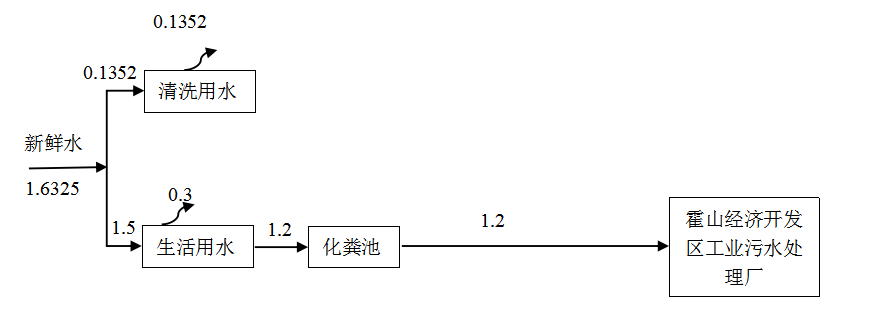 0.1352
0.1352
清洗用水
新鲜水
1.6325
0.3
1.5
生活用水
1.2
化粪池
1.2
霍山经济开发
区工业污水处
理厂